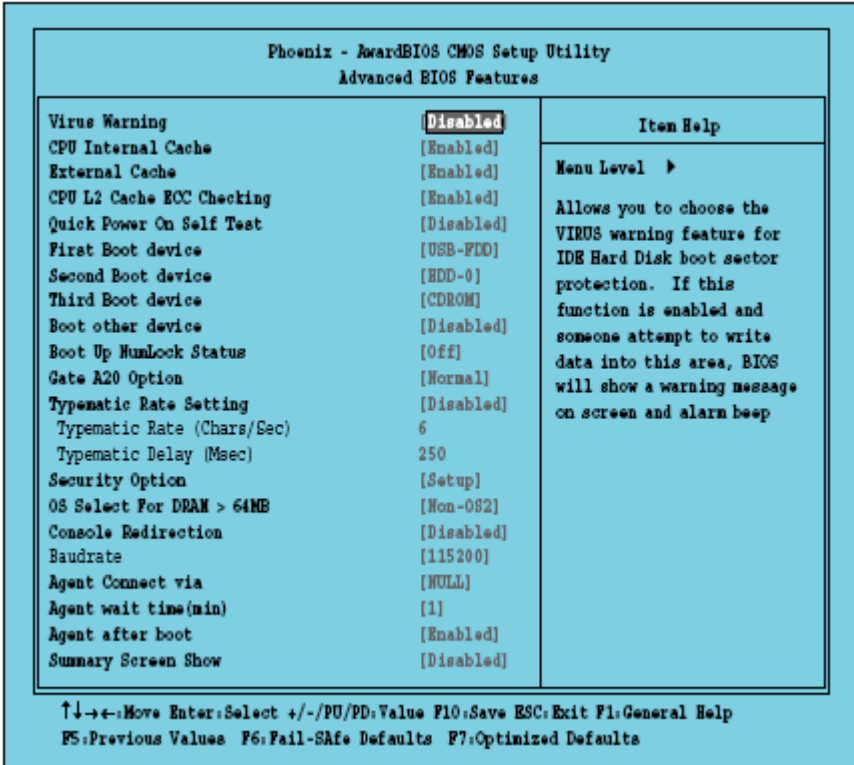 Phoenix - AwardBIOS CMOS Setup Utility
Advanced BIOS Features
Virus Warning [Disabled]
CPU Internal Cache [Enabled]
External Cache [Enabled]
CPU L2 Cache ECC Checking [Enabled]
Quick Power On Self Test [Disabled]
First Boot device [USB-FDD]
Second Boot device [HDD-0]
Third Boot device [CDROM]
Boot other device [Disabled]
Boot Up NumLock Status [Off]
Gate A20 Option [Normal]
Typematic Rate Setting [Disabled]
Typematic Rate (Chars/Sec) 6
Typematic Delay (Msec) 250
Security Option [Setup]
OS Select For DRAM > 64MB [Non-OS2]
Console Redirection [Disabled]
Baudrate [115200]
Agent Connect via [NULL]
Agent wait time(min) [1]
Agent after boot [Enabled]
Summary Screen Show [Disabled]
Item Help
Menu Level ▶
Allows you to choose the
VIRUS warning feature for
IDE Hard Disk boot sector
protection. If this
function is enabled and
someone attempt to write
data into this area, BIOS
will show a warning message
on screen and alarm beep
↑↓→←:Move Enter:Select +/-/PU/PD:Value F10:Save ESC:Exit F1:General Help
F5:Previous Values F6:Fail-SAfe Defaults F7:Optimized Defaults